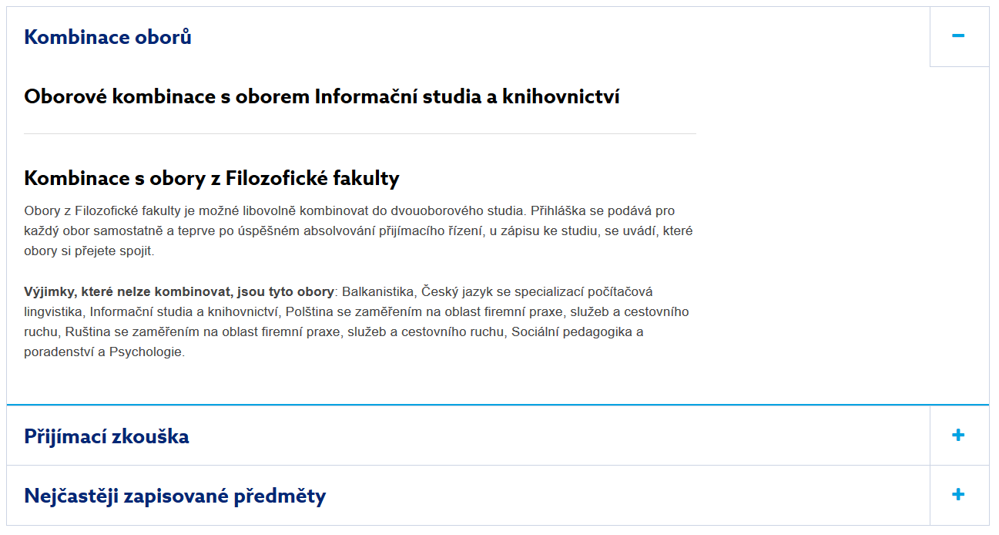 Kombinace oborů
Oborové kombinace s oborem Informační studia a knihovnictví
Kombinace s obory z Filozofické fakulty
Obory z Filozofické fakulty je možné libovolně kombinovat do dvouoborového studia. Přihláška se podává pro
každý obor samostatně a teprve po úspěšném absolvování přijímacího řízení, u zápisu ke studiu, se uvádí, které
obory si přejete spojit.
Výjimky, které nelze kombinovat, jsou tyto obory: Balkanistika, Český jazyk se specializací počítačová
lingvistika, Informační studia a knihovnictví, Polština se zaměřením na oblast firemní praxe, služeb a cestovního
ruchu, Ruština se zaměřením na oblast firemní praxe, služeb a cestovního ruchu, Sociální pedagogika a
poradenství a Psychologie.
Přijímací zkouška
Nejčastěji zapisované předměty